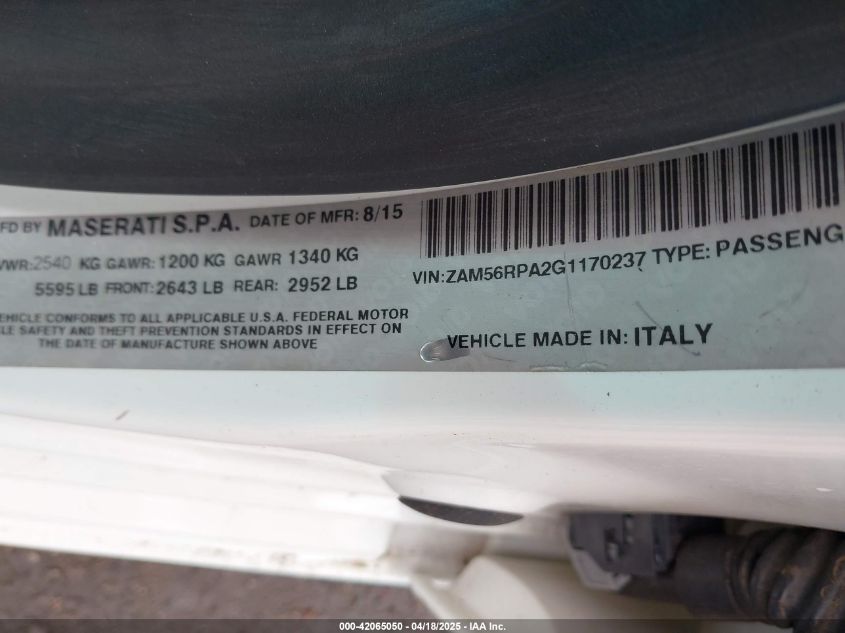 FD BY MASERATI S.P.A. DATE OF MFR: 8/15
VWR:2540 KG GAWR:1200 KG GAWR 1340 KG
5595 LB FRONT:2643 LB REAR: 2952 LB
EHICLE CONFORMS TO ALL APPLICABLE U.S.A. FEDERAL MOTOR
LE SAFETY AND THEFT PREVENTION STANDARDS IN EFFECT ON
THE DATE OF MANUFACTURE SHOWN ABOVE
VIN:ZAM56RPA2G1170237 TYPE: PASSENG
VEHICLE MADE IN: ITALY
000-42065050 - 04/18/2025 - IAA Inc.